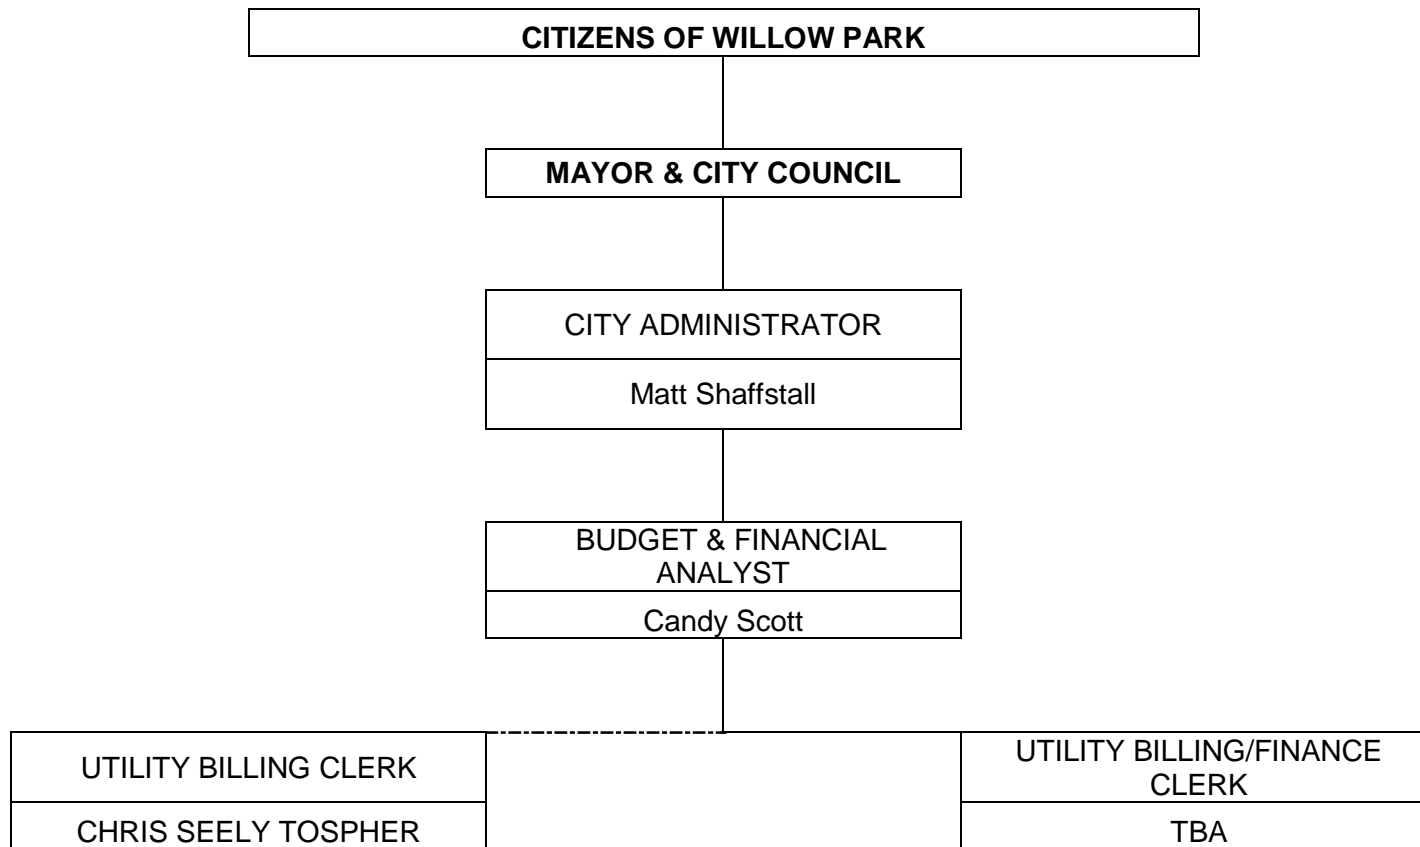 CITIZENS OF WILLOW PARK
MAYOR & CITY COUNCIL
CITY ADMINISTRATOR
Matt Shaffstall
BUDGET & FINANCIAL
ANALYST
Candy Scott
UTILITY BILLING CLERK
CHRIS SEELY TOSPHER
UTILITY BILLING/FINANCE
CLERK
TBA